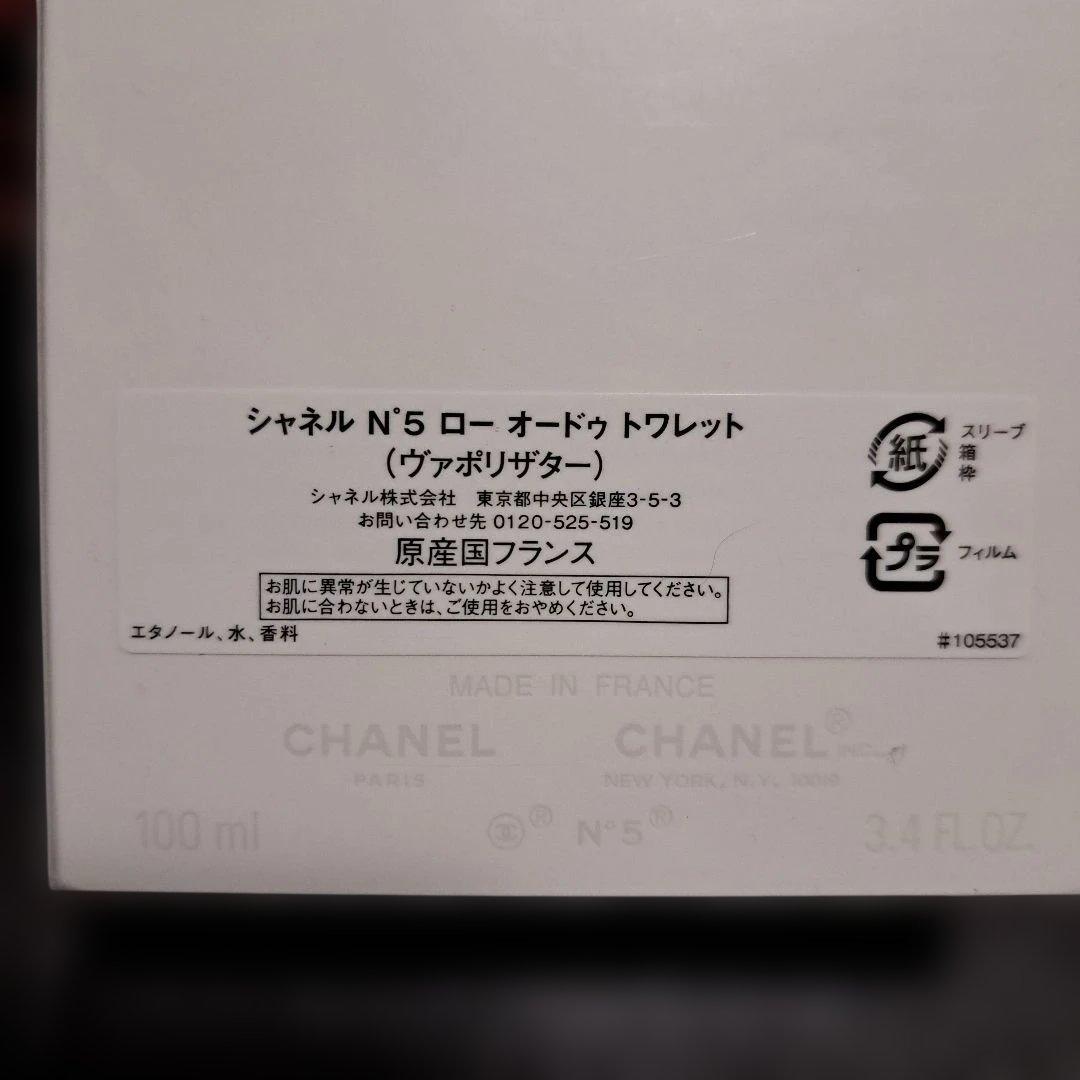 シャネル N°5 ロー オードゥ トワレット
(ヴァポリザター)
シャネル株式会社 東京都中央区銀座3-5-3
お問い合わせ先 0120-525-519
原産国フランス
お肌に異常が生じていないかよく注意して使用してください。
お肌に合わないときは、ご使用をおやめください。
エタノール、水、香料
紙
スリーブ
箱
枠
プラ
フィルム
#105537
MADE IN FRANCE
CHANEL
PARIS
CHANEL® INC.
NEW YORK, N.Y. 10019
100 ml
® N°5®
3.4 FL.OZ.